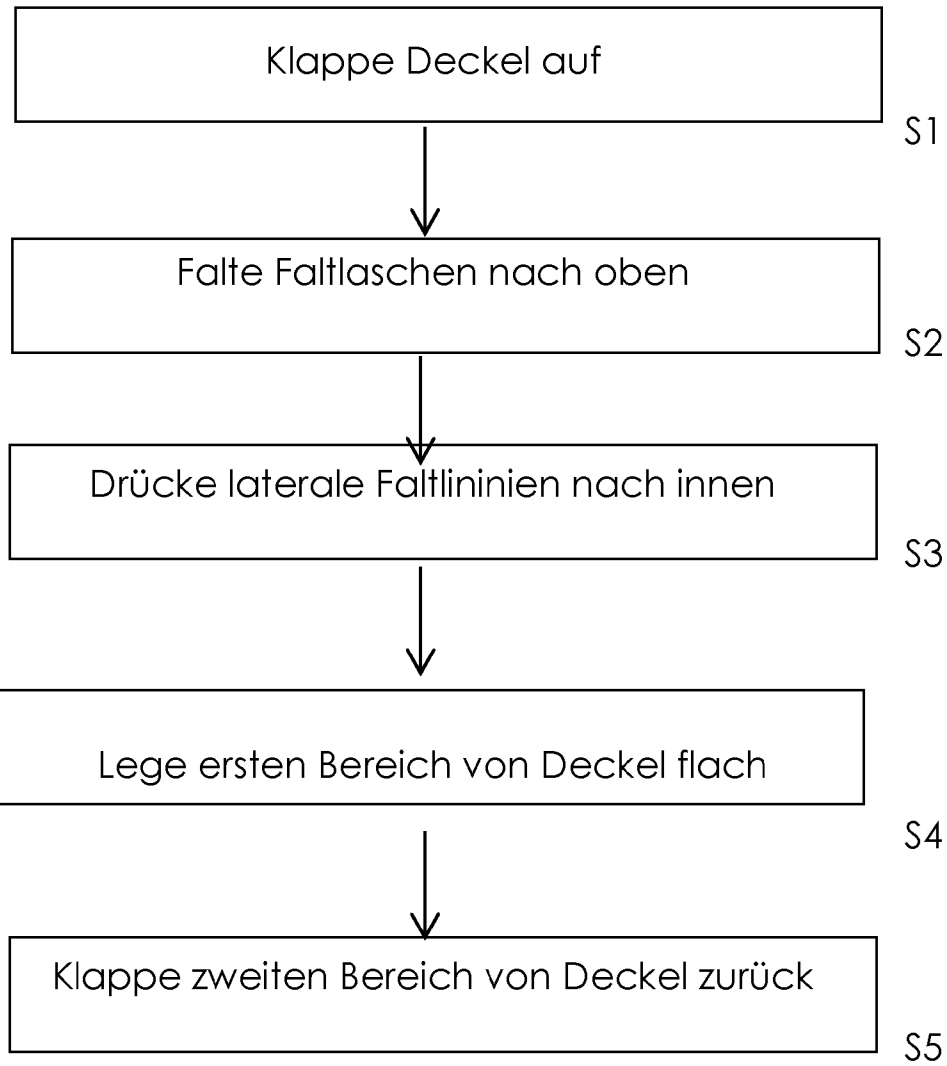 Klappe Deckel auf
S1
Falte Faltlaschen nach oben
S2
Drücke laterale Faltlininien nach innen
S3
Lege ersten Bereich von Deckel flach
S4
Klappe zweiten Bereich von Deckel zurück
S5